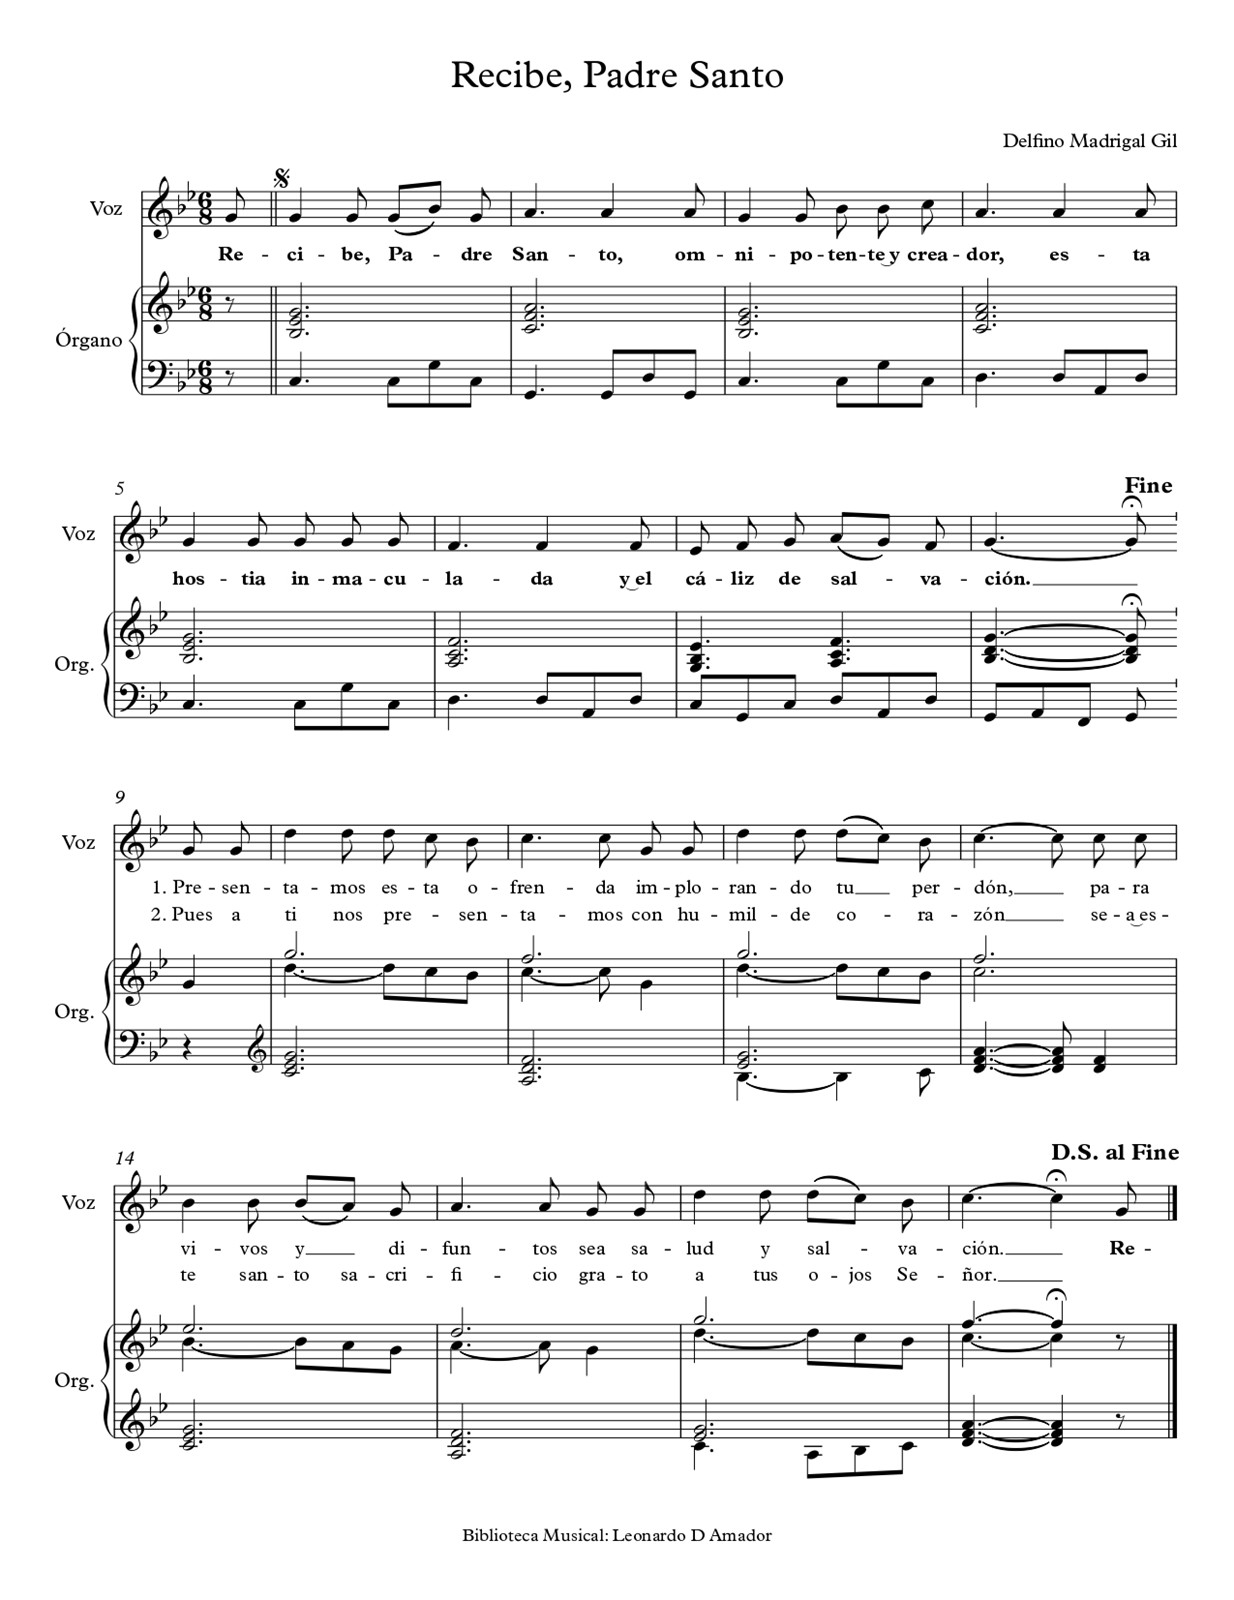 Recibe, Padre Santo
Delfino Madrigal Gil
Voz
Re - ci - be, Pa - dre San - to, om - ni - po - ten - te‿y crea - dor, es - ta
Órgano
5
Fine
Voz
hos - tia in - ma - cu - la - da y‿el cá - liz de sal - va - ción.
Org.
9
Voz
1. Pre - sen - ta - mos es - ta o - fren - da im - plo - ran - do tu per - dón, pa - ra
2. Pues a ti nos pre - sen - ta - mos con hu - mil - de co - ra - zón se - a‿es -
Org.
14
D.S. al Fine
Voz
vi - vos y di - fun - tos sea sa - lud y sal - va - ción. Re -
te san - to sa - cri - fi - cio gra - to a tus o - jos Se - ñor.
Org.
Biblioteca Musical: Leonardo D Amador